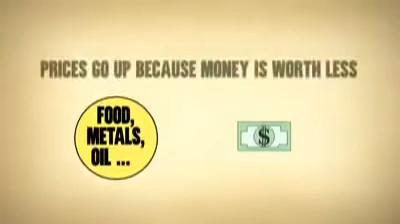 PRICES GO UP BECAUSE MONEY IS WORTH LESS
FOOD,
METALS,
OIL ...
$